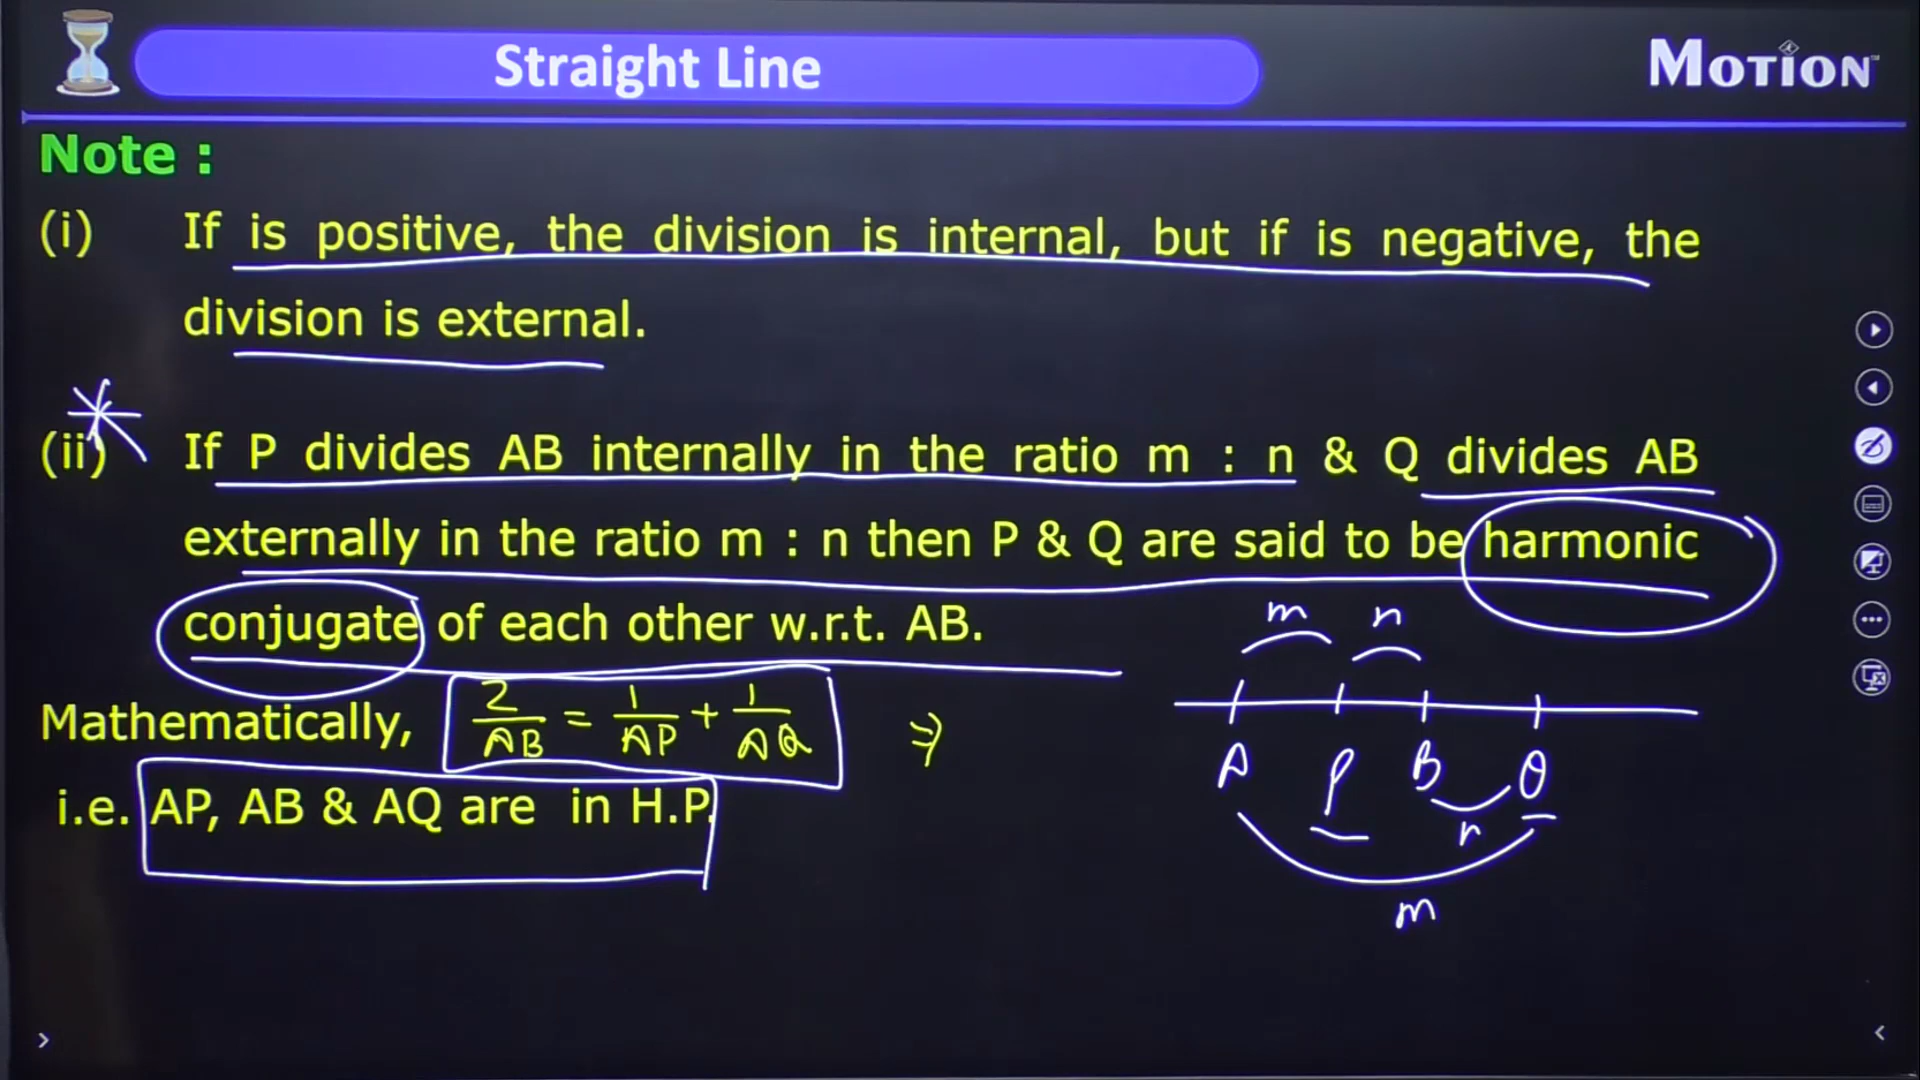 Straight Line
MOTION
Note :
(i) If is positive, the division is internal, but if is negative, the
division is external.
(ii) If P divides AB internally in the ratio m : n & Q divides AB
externally in the ratio m : n then P & Q are said to be harmonic
conjugate of each other w.r.t. AB.
m n
Mathematically, 2/AB = 1/AP + 1/AQ ⇒
A P B Q
i.e. AP, AB & AQ are in H.P.
n
m